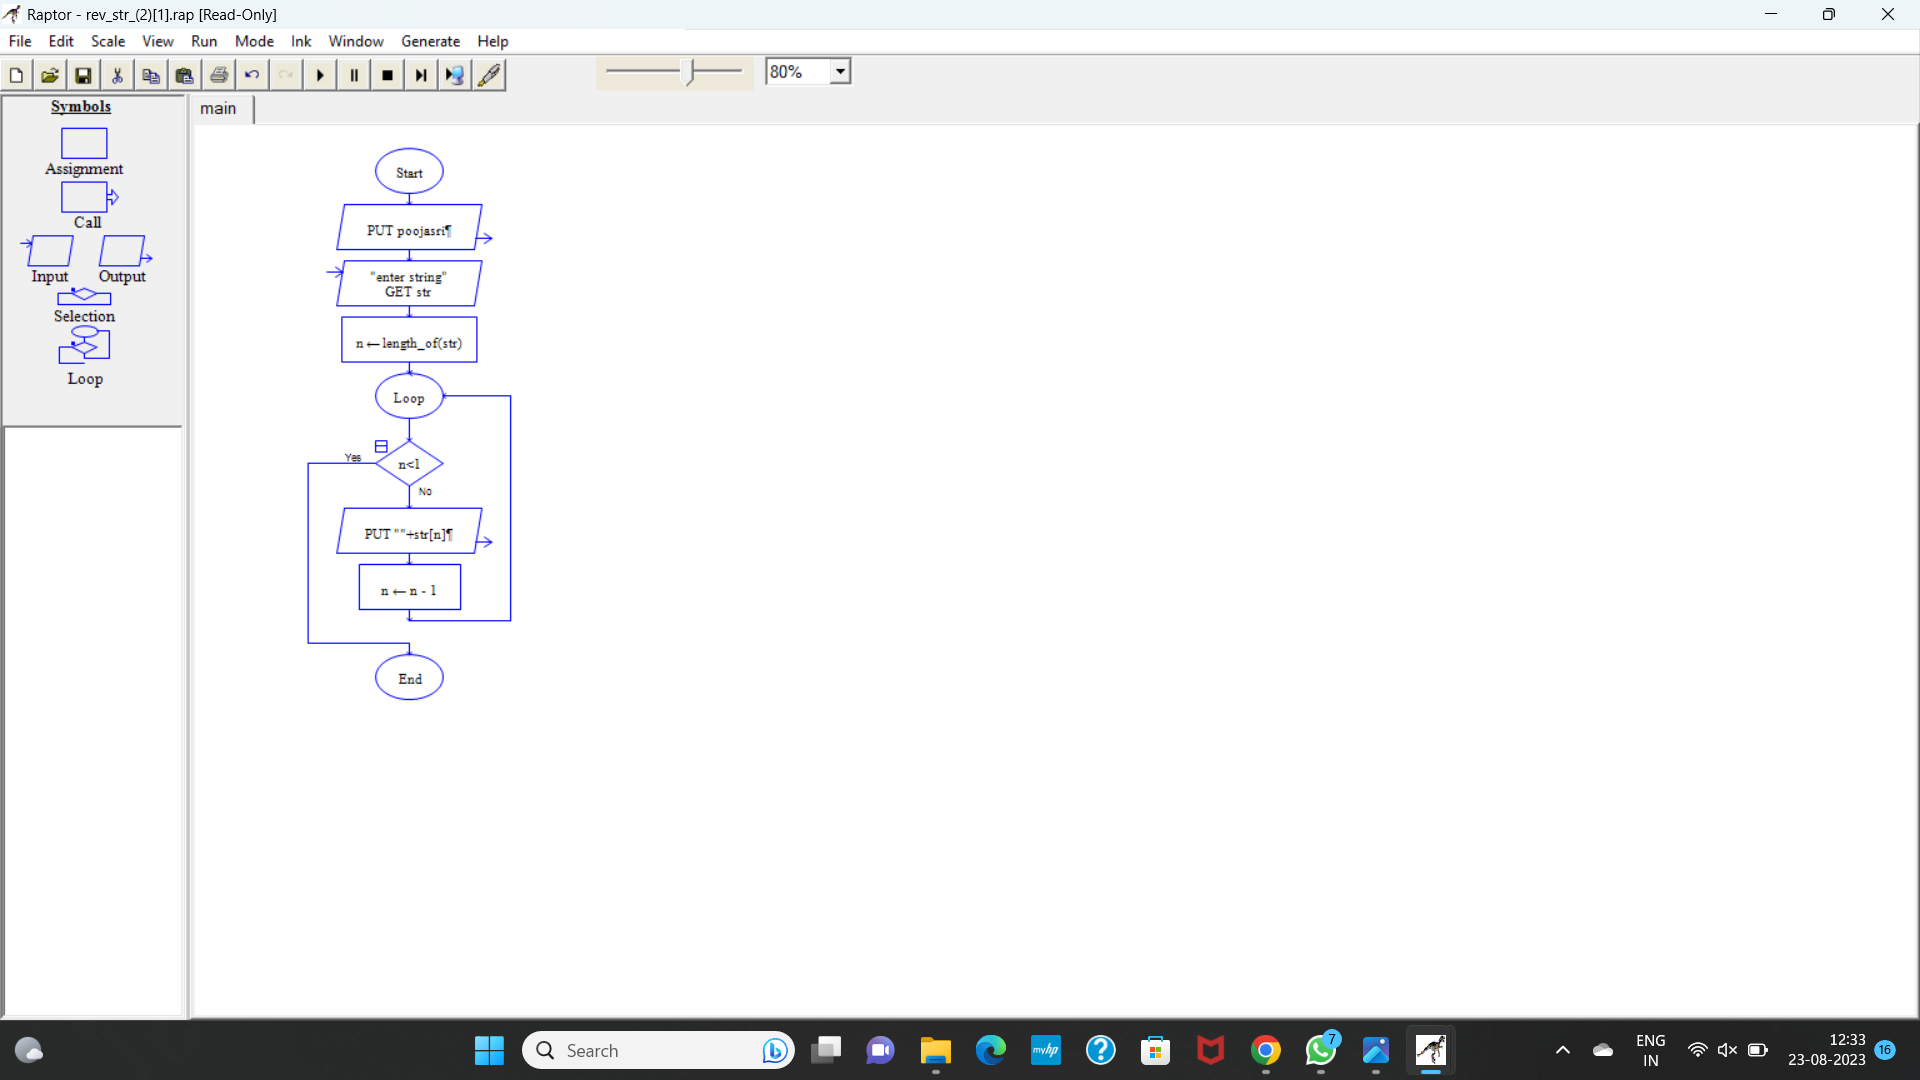 Raptor - rev_str_(2)[1].rap [Read-Only]
File Edit Scale View Run Mode Ink Window Generate Help
80%
Symbols
Assignment
Call
Input Output
Selection
Loop
main
Start
PUT poojasri¶
"enter string"
GET str
n←length_of(str)
Loop
Yes
n<1
No
PUT ""+str[n]¶
n ← n - 1
End
Search
myhp
7
ENG
IN
12:33
23-08-2023
16